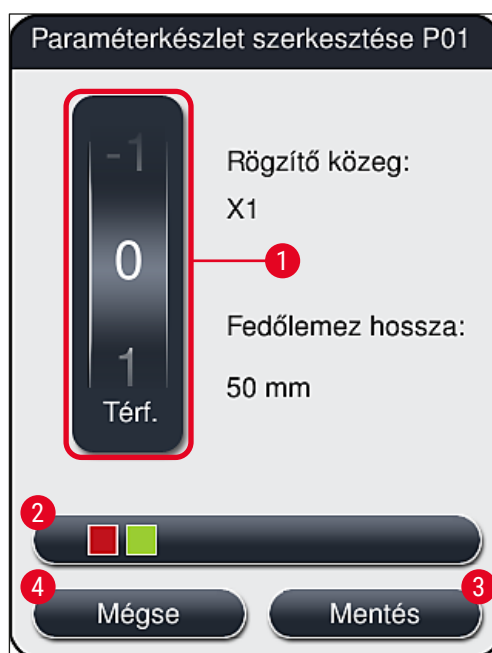 Paraméterkészlet szerkesztése P01
-1
0
1
Térf.
1
Rögzítő közeg:
X1
Fedőlemez hossza:
50 mm
2
4
Mégse
3
Mentés